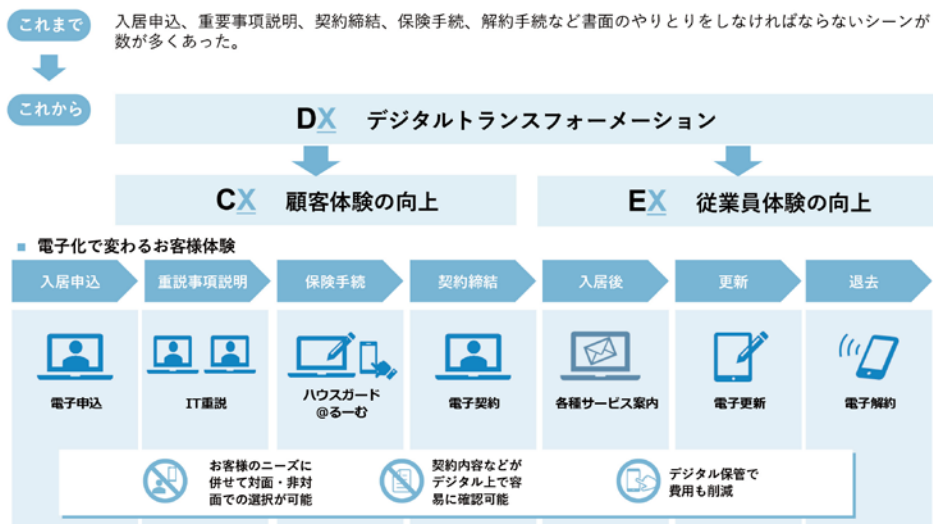 これまで
入居申込、重要事項説明、契約締結、保険手続、解約手続など書面のやりとりをしなければならないシーンが
数が多くあった。
これから
DX デジタルトランスフォーメーション
CX 顧客体験の向上
EX 従業員体験の向上
■ 電子化で変わるお客様体験
入居申込
重説事項説明
保険手続
契約締結
入居後
更新
退去
電子申込
IT重説
ハウスガード
@るーむ
電子契約
各種サービス案内
電子更新
電子解約
お客様のニーズに
併せて対面・非対
面での選択が可能
契約内容などが
デジタル上で容
易に確認可能
デジタル保管で
費用も削減